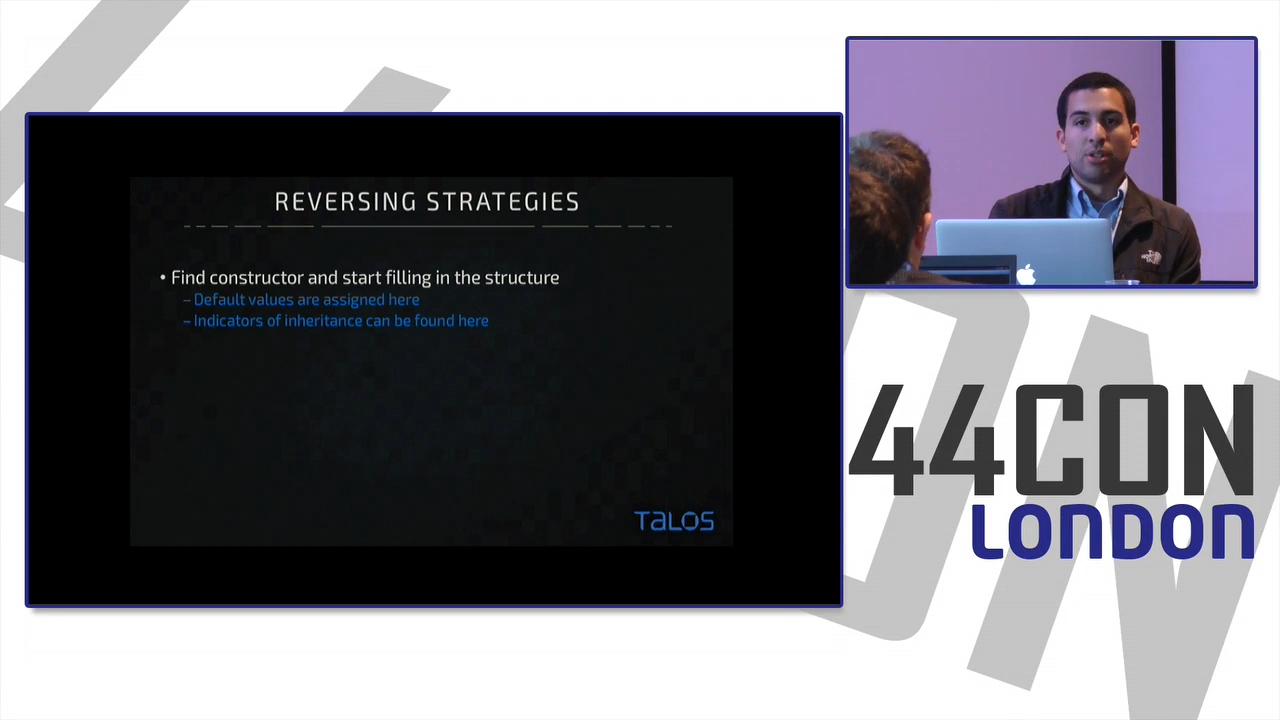 REVERSING STRATEGIES
• Find constructor and start filling in the structure
– Default values are assigned here
– Indicators of inheritance can be found here
TALOS
44CON
LONDON